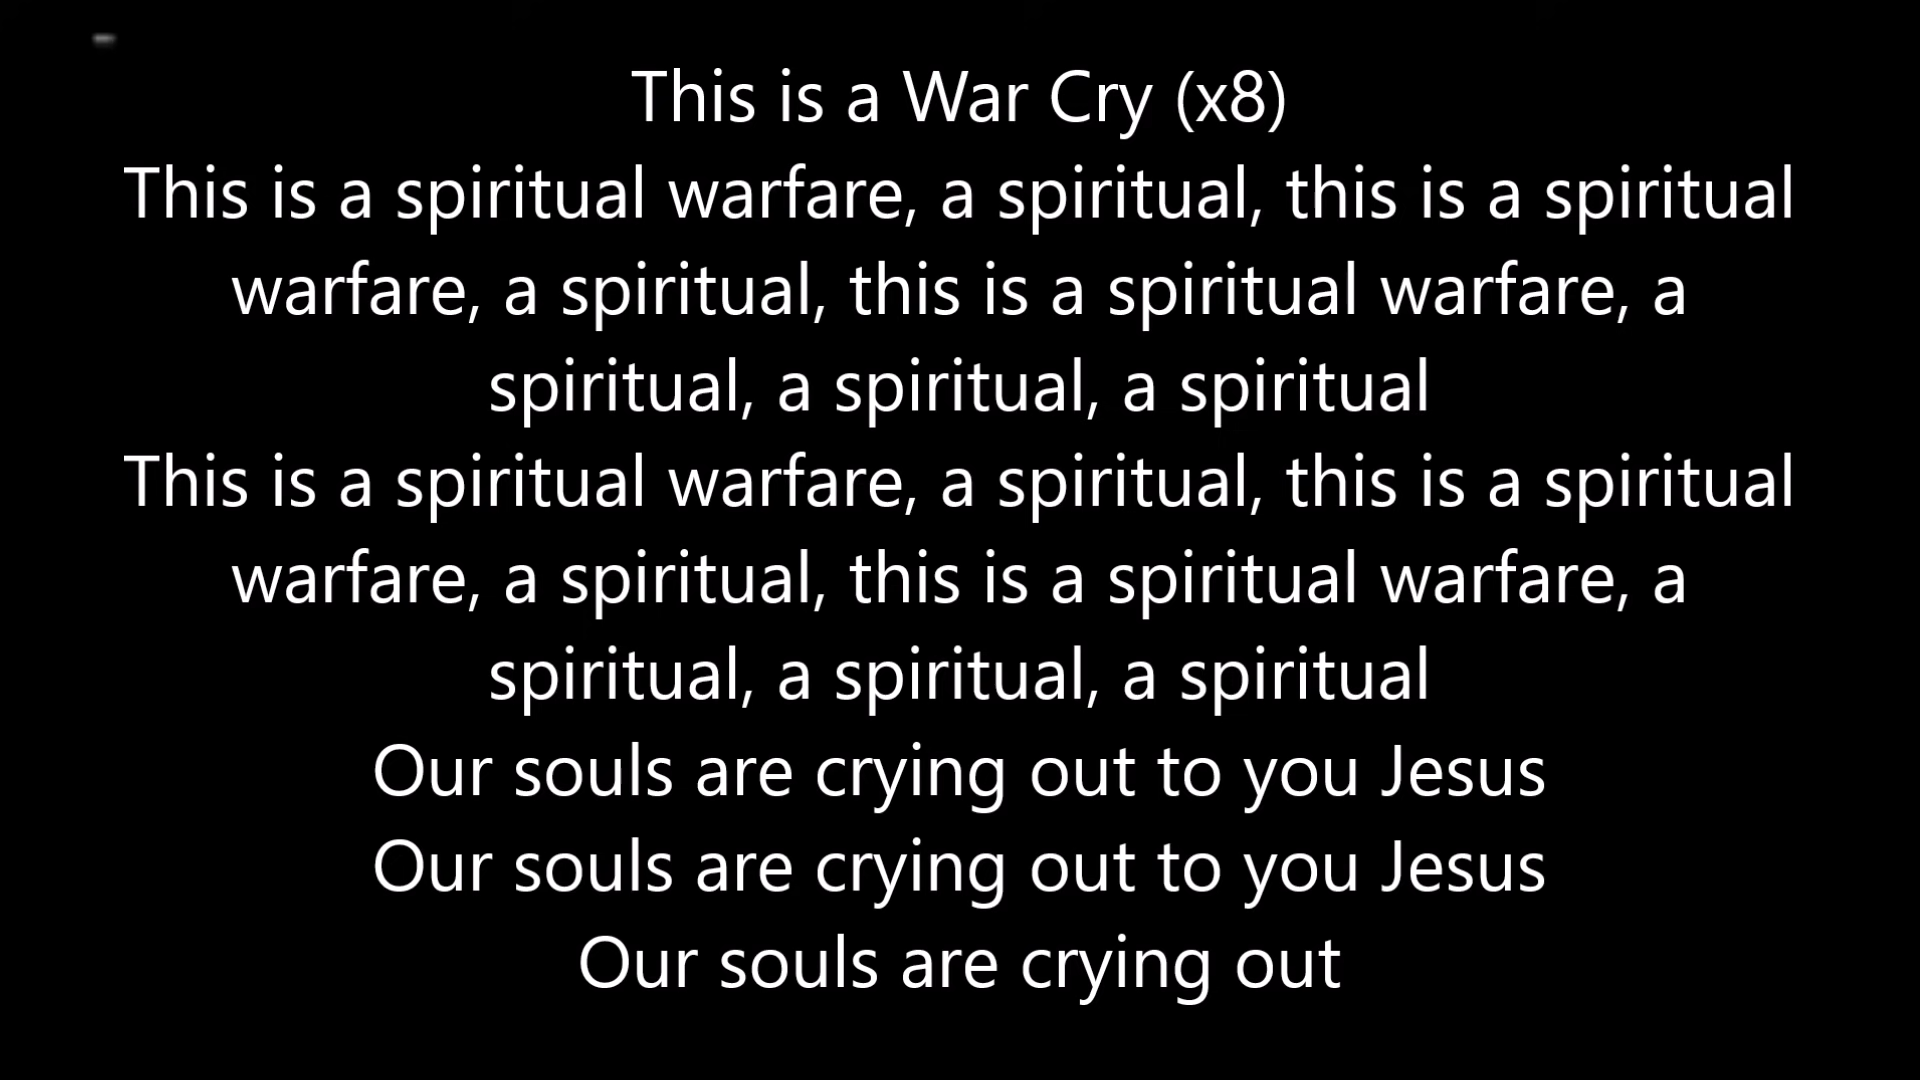 This is a War Cry (x8)
This is a spiritual warfare, a spiritual, this is a spiritual
warfare, a spiritual, this is a spiritual warfare, a
spiritual, a spiritual, a spiritual
This is a spiritual warfare, a spiritual, this is a spiritual
warfare, a spiritual, this is a spiritual warfare, a
spiritual, a spiritual, a spiritual
Our souls are crying out to you Jesus
Our souls are crying out to you Jesus
Our souls are crying out